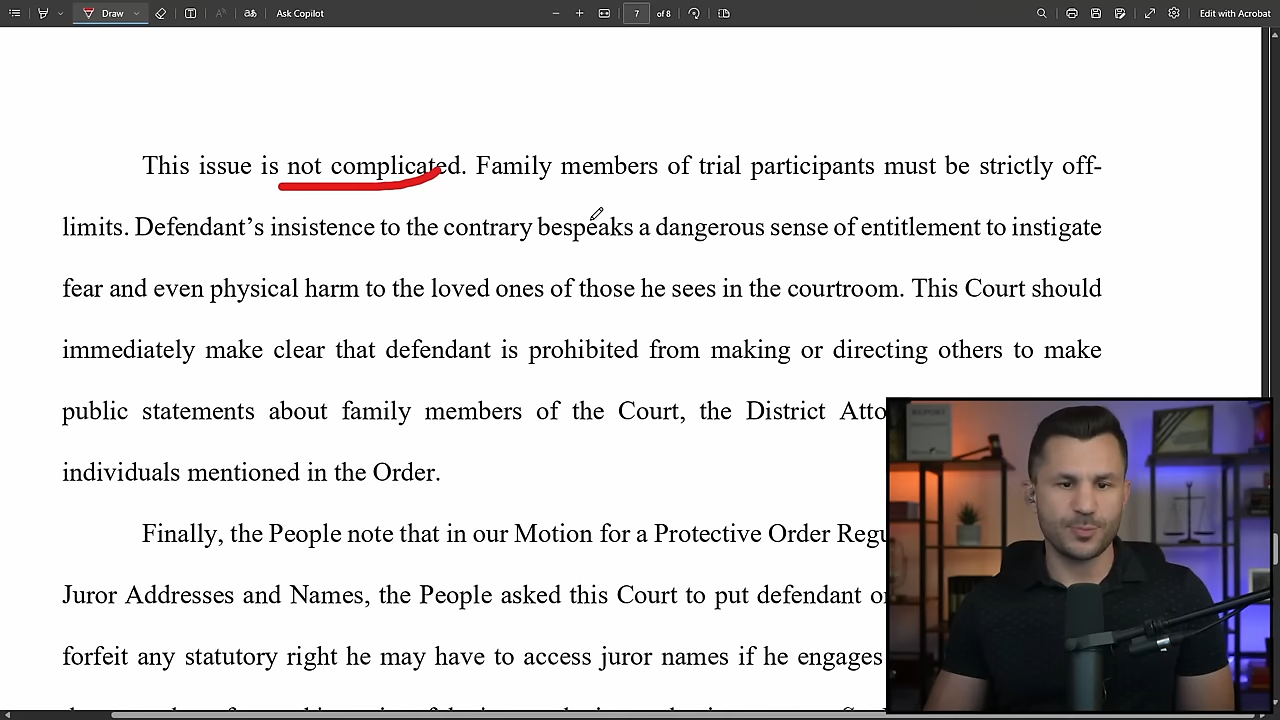 Draw
Ask Copilot
7 of 8
Edit with Acrobat
This issue is not complicated. Family members of trial participants must be strictly off-
limits. Defendant's insistence to the contrary bespeaks a dangerous sense of entitlement to instigate
fear and even physical harm to the loved ones of those he sees in the courtroom. This Court should
immediately make clear that defendant is prohibited from making or directing others to make
public statements about family members of the Court, the District
individuals mentioned in the Order.
Finally, the People note that in our Motion for a Protective Order
Juror Addresses and Names, the People asked this Court to put defendant
forfeit any statutory right he may have to access juror names if he engages
REPORT